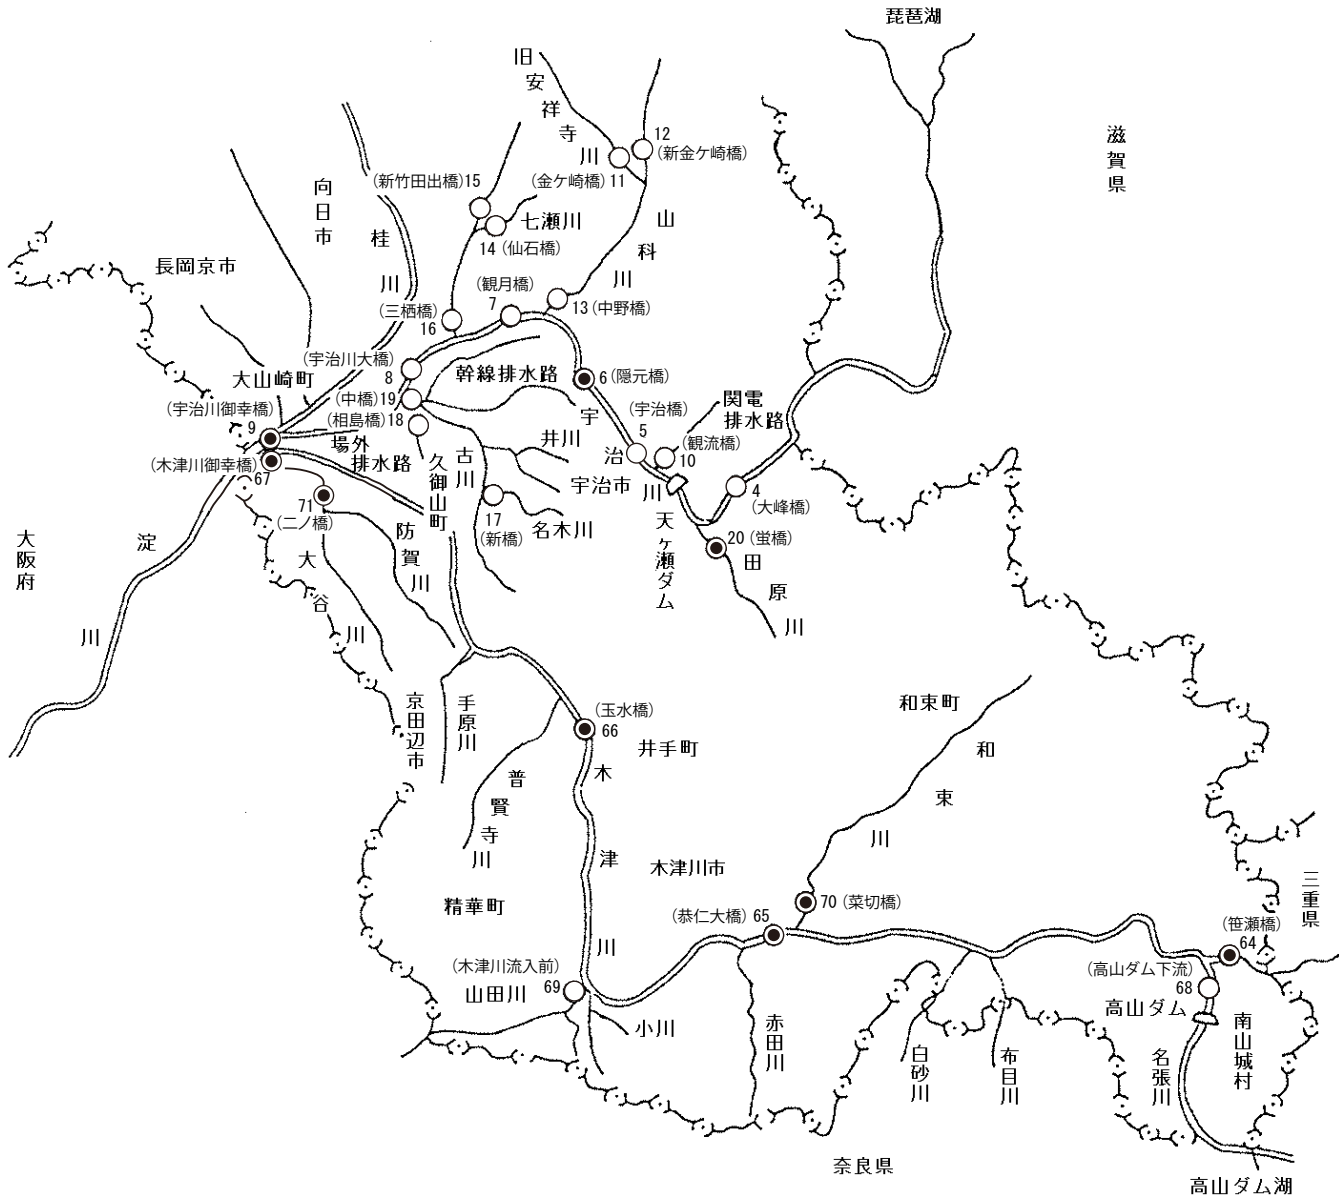 琵琶湖
滋賀県
旧安祥寺川
12
(新金ケ崎橋)
(金ケ崎橋) 11
(新竹田出橋) 15
七瀬川
14 (仙石橋)
山科川
向日市
桂川
長岡京市
(観月橋)
7
13 (中野橋)
(三栖橋)
16
(宇治川大橋)
8
幹線排水路
6 (隠元橋)
大山崎町
(中橋) 19
(相島橋) 18
(宇治川御幸橋)
9
場外
排水路
(木津川御幸橋)
67
71
(二ノ橋)
久御山町
古川
井川
宇治市
17
(新橋)
名木川
宇治川
(宇治橋)
5
関電
排水路
(観流橋)
10
4
(大峰橋)
天ヶ瀬ダム
20 (蛍橋)
田原川
大阪府
淀川
大谷川
防賀川
京田辺市
手原川
普賢寺川
(玉水橋)
66
井手町
木津川
和束町
和束川
木津川市
精華町
(恭仁大橋) 65
70 (菜切橋)
(木津川流入前)
69
山田川
小川
赤田川
白砂川
布目川
(笹瀬橋)
64
(高山ダム下流)
68
高山ダム
名張川
南山城村
三重県
奈良県
高山ダム湖